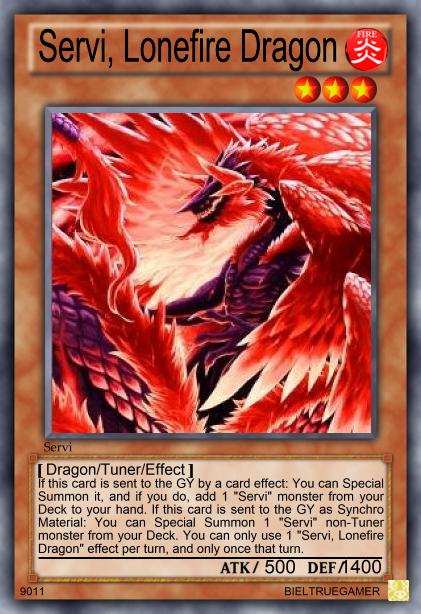 Servi, Lonefire Dragon
FIRE
炎
Servi
[ Dragon/Tuner/Effect ]
If this card is sent to the GY by a card effect: You can Special
Summon it, and if you do, add 1 "Servi" monster from your
Deck to your hand. If this card is sent to the GY as Synchro
Material: You can Special Summon 1 "Servi" non-Tuner
monster from your Deck. You can only use 1 "Servi, Lonefire
Dragon" effect per turn, and only once that turn.
ATK/ 500 DEF/1400
9011 BIELTRUEGAMER